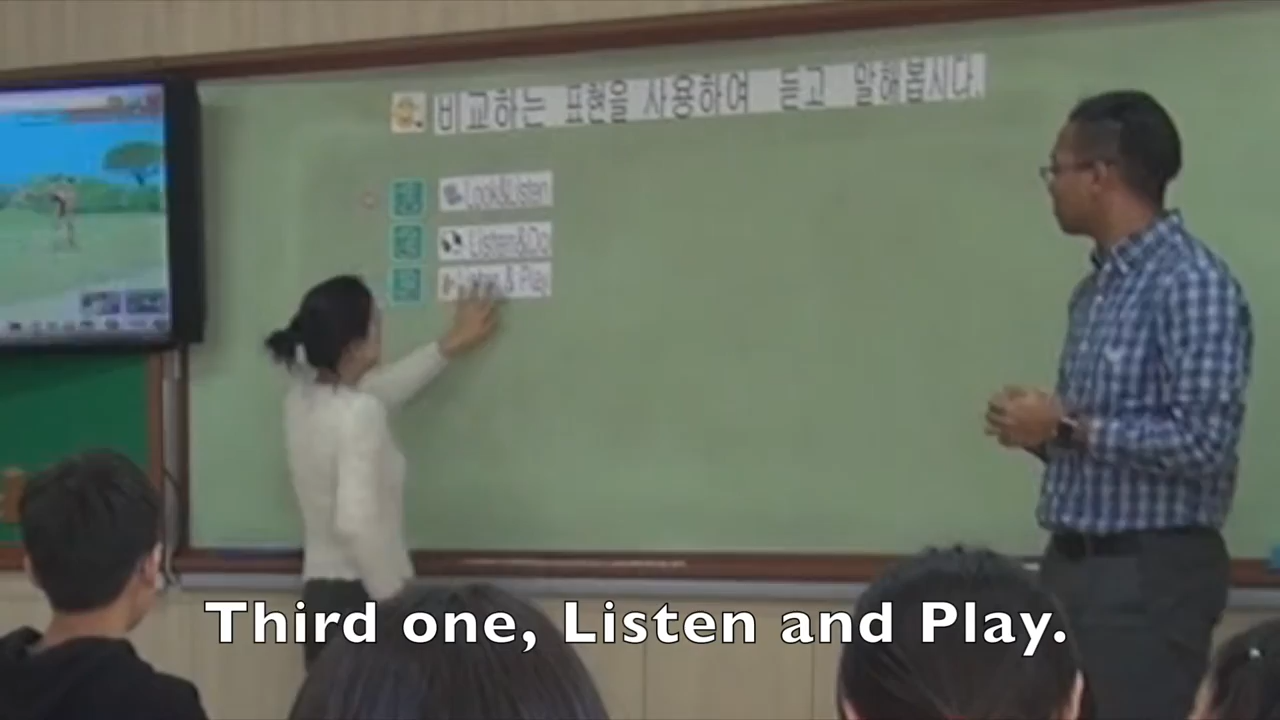 비교하는 표현을 사용하여 듣고 말해봅시다.
Look&Listen
Listen&Do
Listen & Play
Third one, Listen and Play.